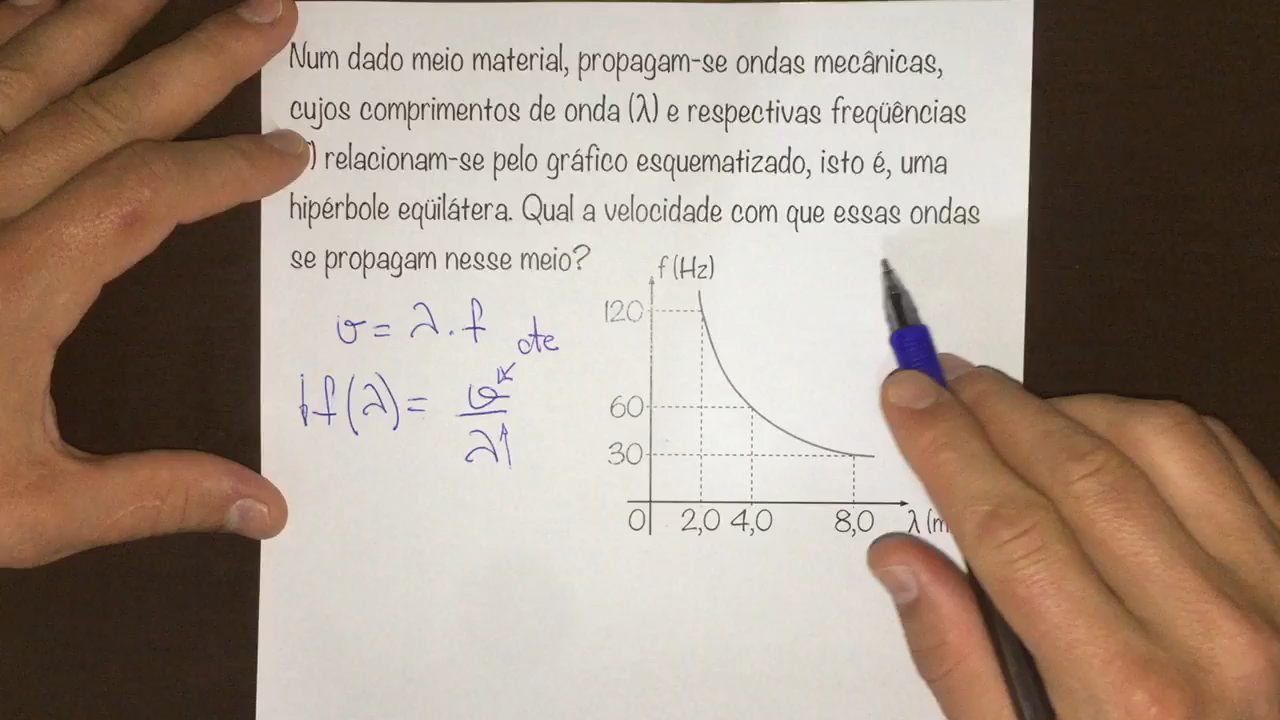 Num dado meio material, propagam-se ondas mecânicas,
cujos comprimentos de onda (λ) e respectivas freqüências
) relacionam-se pelo gráfico esquematizado, isto é, uma
hipérbole eqüilátera. Qual a velocidade com que essas ondas
se propagam nesse meio?
v = λ . f
cte
↓f(λ) = v / λ↑
f (Hz)
120
60
30
0 2,0 4,0 8,0 λ (m